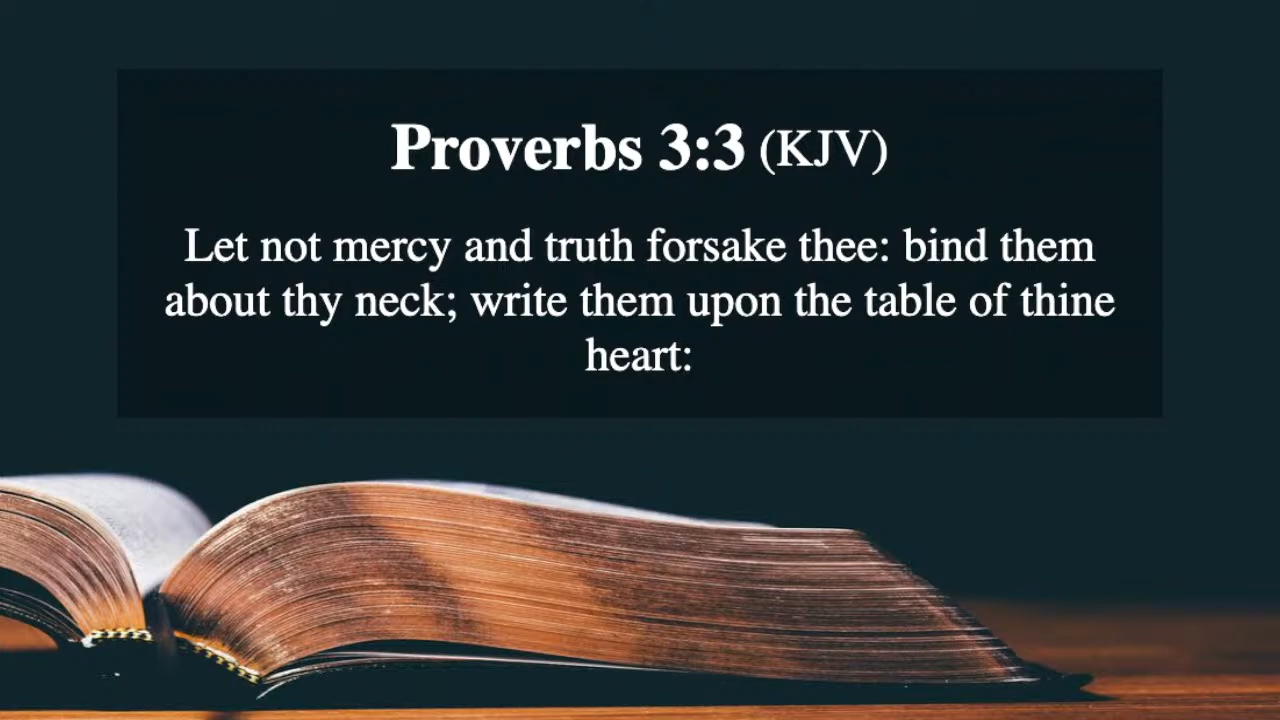 Proverbs 3:3 (KJV)
Let not mercy and truth forsake thee: bind them
about thy neck; write them upon the table of thine
heart: